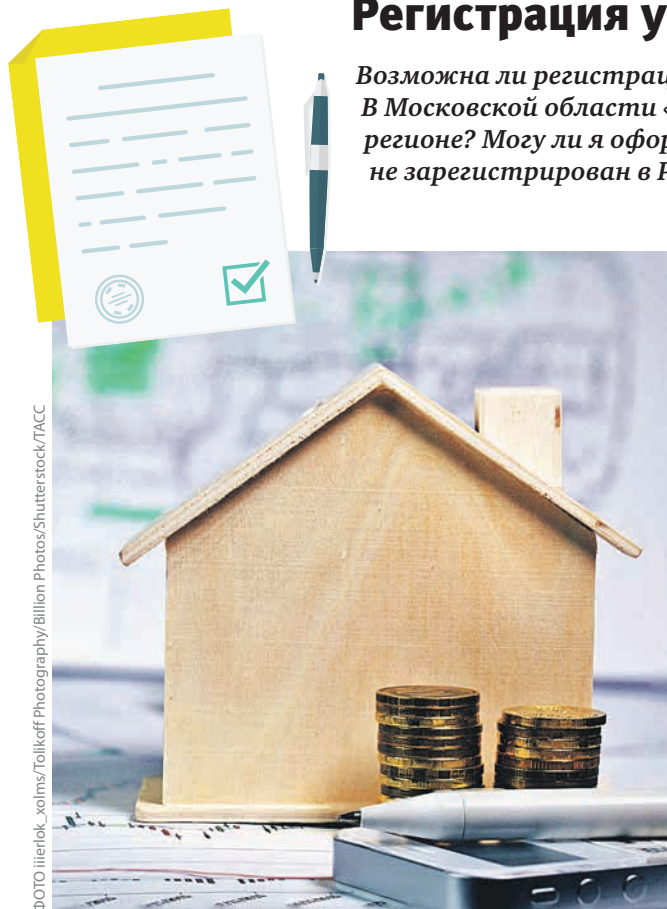 Регистрация у
Возможна ли регистрац
В Московской области «
регионе? Могу ли я офор
не зарегистрирован в Р
ФОТО iiierlok_xolms/Tolikoff Photography/Billion Photos/Shutterstock/ТАСС